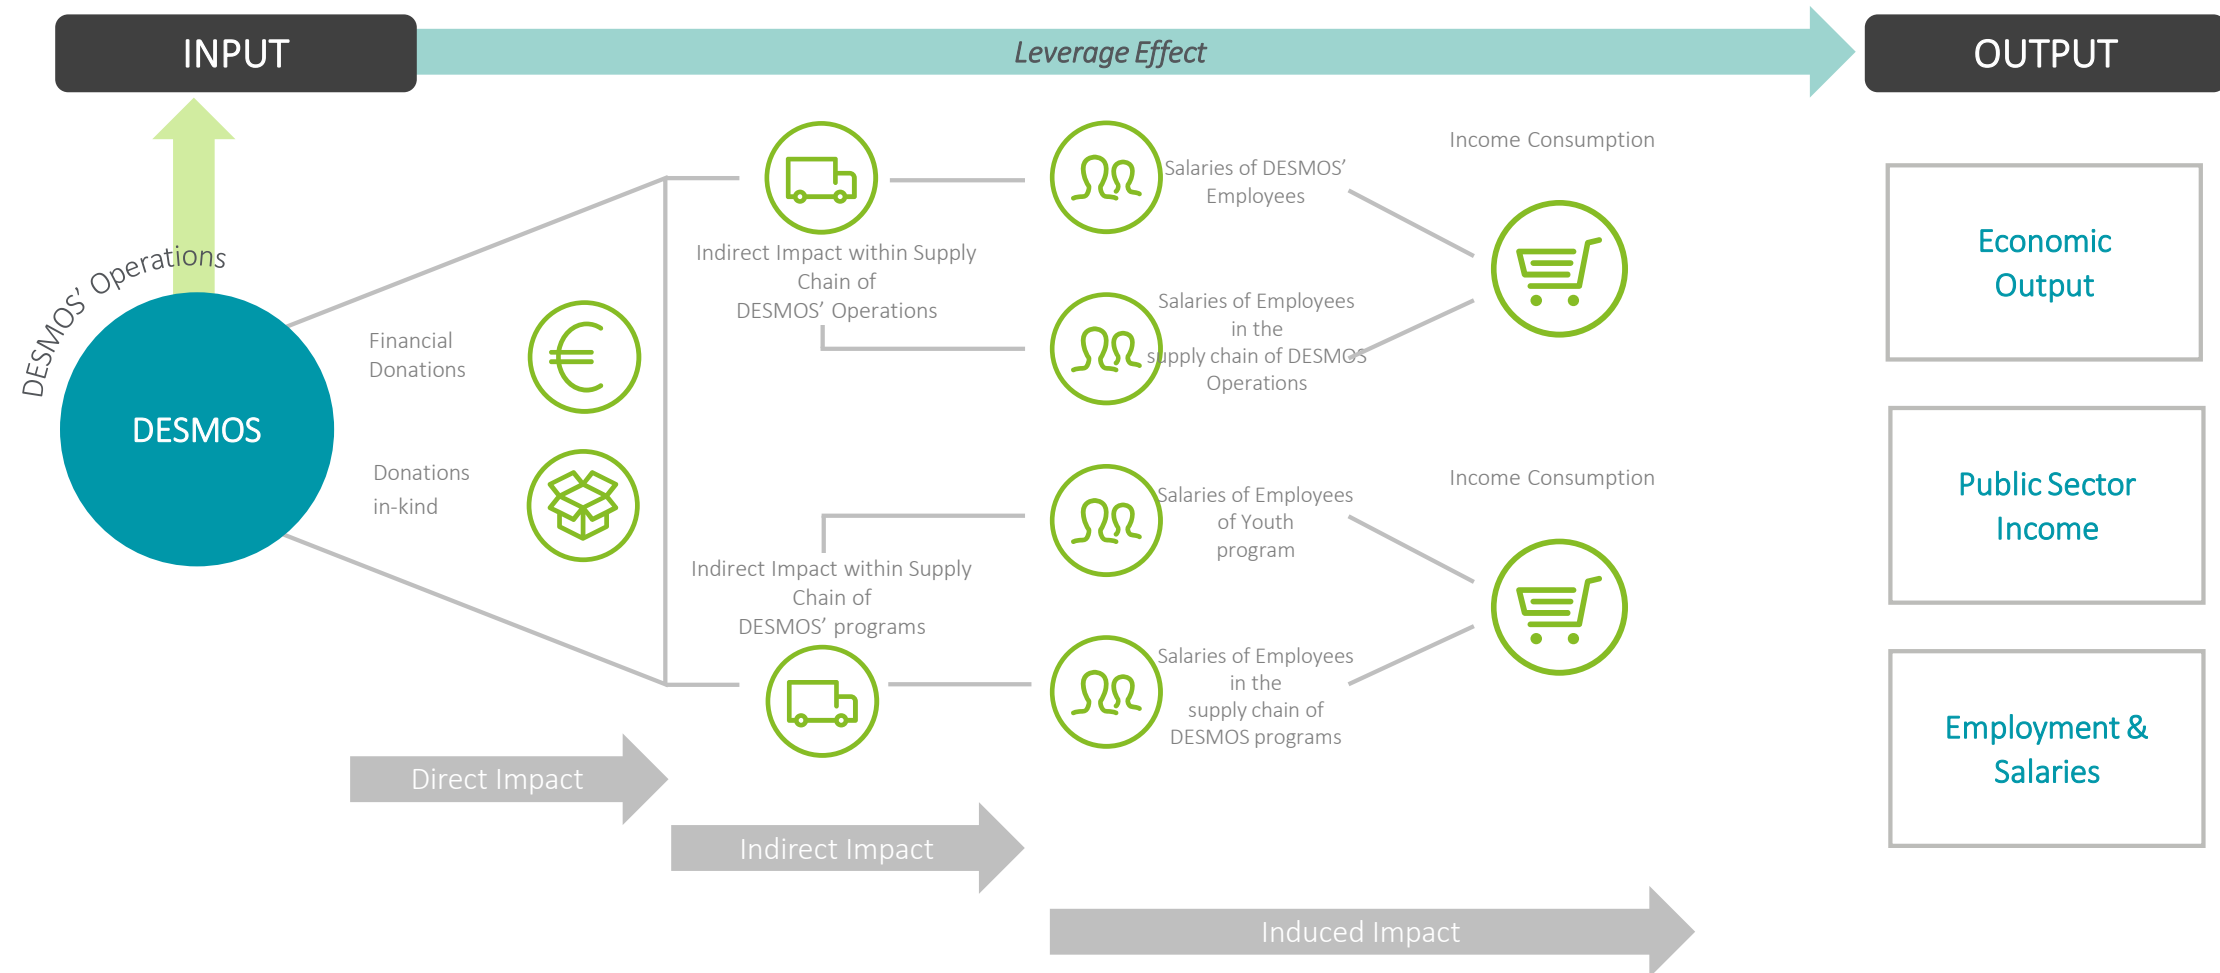 INPUT
Leverage Effect
OUTPUT
DESMOS’ Operations
DESMOS
Financial
Donations
Donations
in-kind
Indirect Impact within Supply
Chain of
DESMOS’ Operations
Indirect Impact within Supply
Chain of
DESMOS’ programs
Salaries of DESMOS’
Employees
Salaries of Employees
in the
supply chain of DESMOS
Operations
Salaries of Employees
of Youth
program
Salaries of Employees
in the
supply chain of
DESMOS programs
Income Consumption
Income Consumption
Economic
Output
Public Sector
Income
Employment &
Salaries
Direct Impact
Indirect Impact
Induced Impact